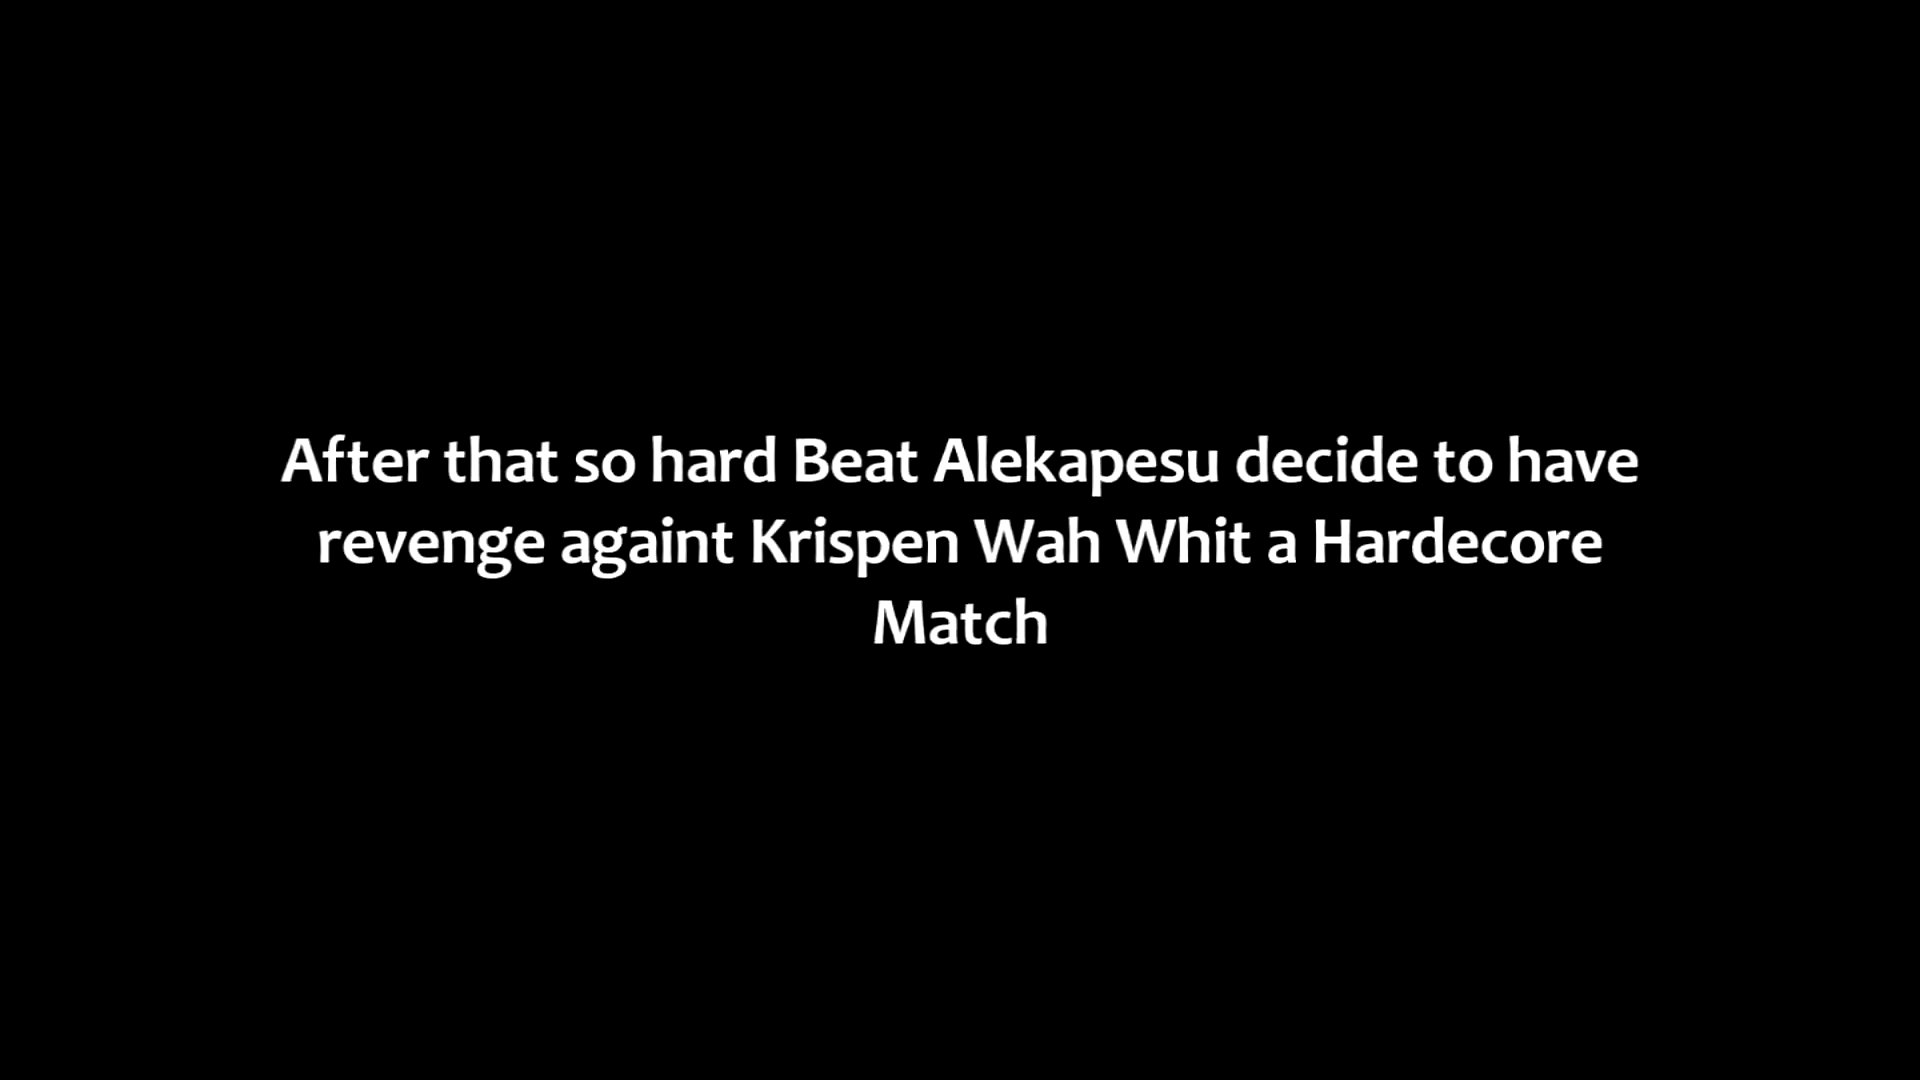 After that so hard Beat Alekapesu decide to have
revenge againt Krispen Wah Whit a Hardecore
Match